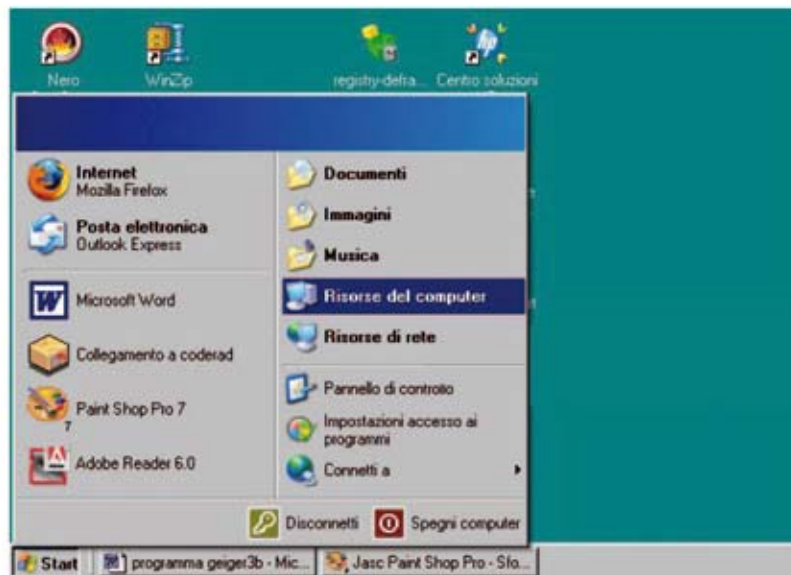 Nero
WinZip
registry-defra...
Centro soluzioni
Internet
Mozilla Firefox
Posta elettronica
Outlook Express
Microsoft Word
Collegamento a coderad
Paint Shop Pro 7
7
Adobe Reader 6.0
Documenti
Immagini
Musica
Risorse del computer
Risorse di rete
Pannello di controllo
Impostazioni accesso ai
programmi
Connetti a
Disconnetti
Spegni computer
Start
programma geiger3b - Mic...
Jasc Paint Shop Pro - Sfo...